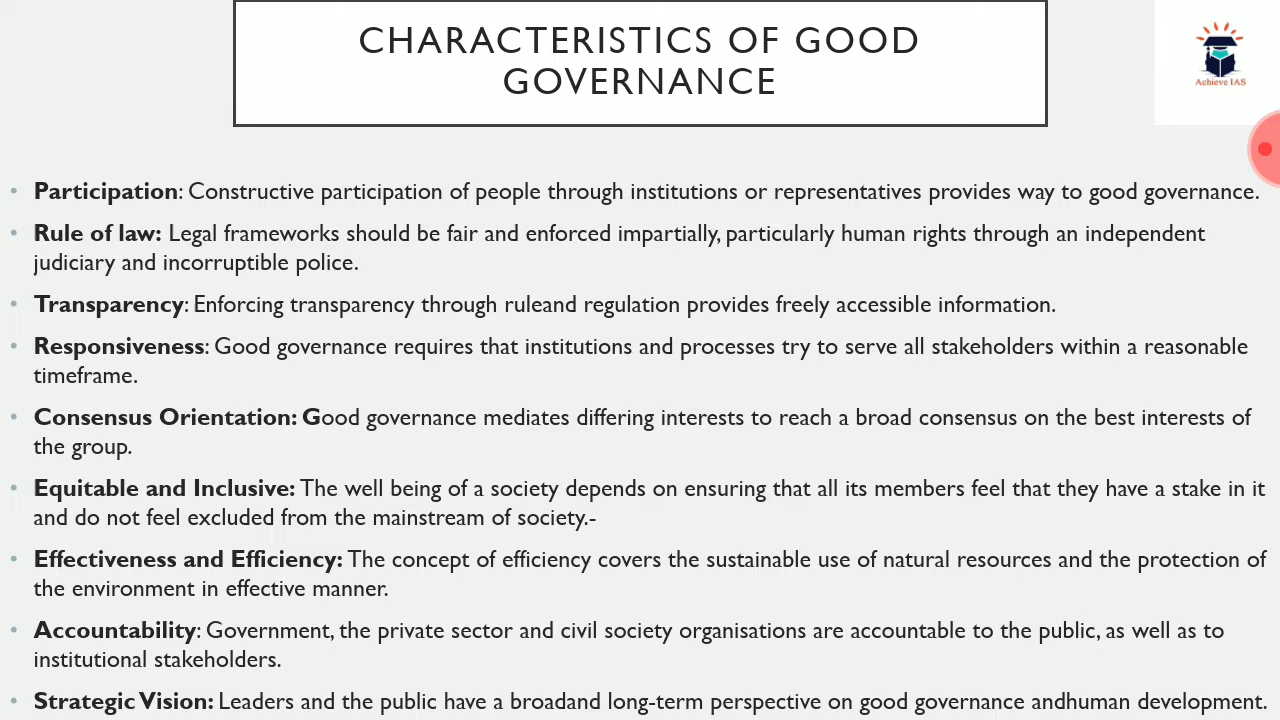 CHARACTERISTICS OF GOOD
GOVERNANCE
Achieve IAS
• Participation: Constructive participation of people through institutions or representatives provides way to good governance.
• Rule of law: Legal frameworks should be fair and enforced impartially, particularly human rights through an independent
judiciary and incorruptible police.
• Transparency: Enforcing transparency through ruleand regulation provides freely accessible information.
• Responsiveness: Good governance requires that institutions and processes try to serve all stakeholders within a reasonable
timeframe.
• Consensus Orientation: Good governance mediates differing interests to reach a broad consensus on the best interests of
the group.
• Equitable and Inclusive: The well being of a society depends on ensuring that all its members feel that they have a stake in it
and do not feel excluded from the mainstream of society.-
• Effectiveness and Efficiency: The concept of efficiency covers the sustainable use of natural resources and the protection of
the environment in effective manner.
• Accountability: Government, the private sector and civil society organisations are accountable to the public, as well as to
institutional stakeholders.
• Strategic Vision: Leaders and the public have a broadand long-term perspective on good governance andhuman development.